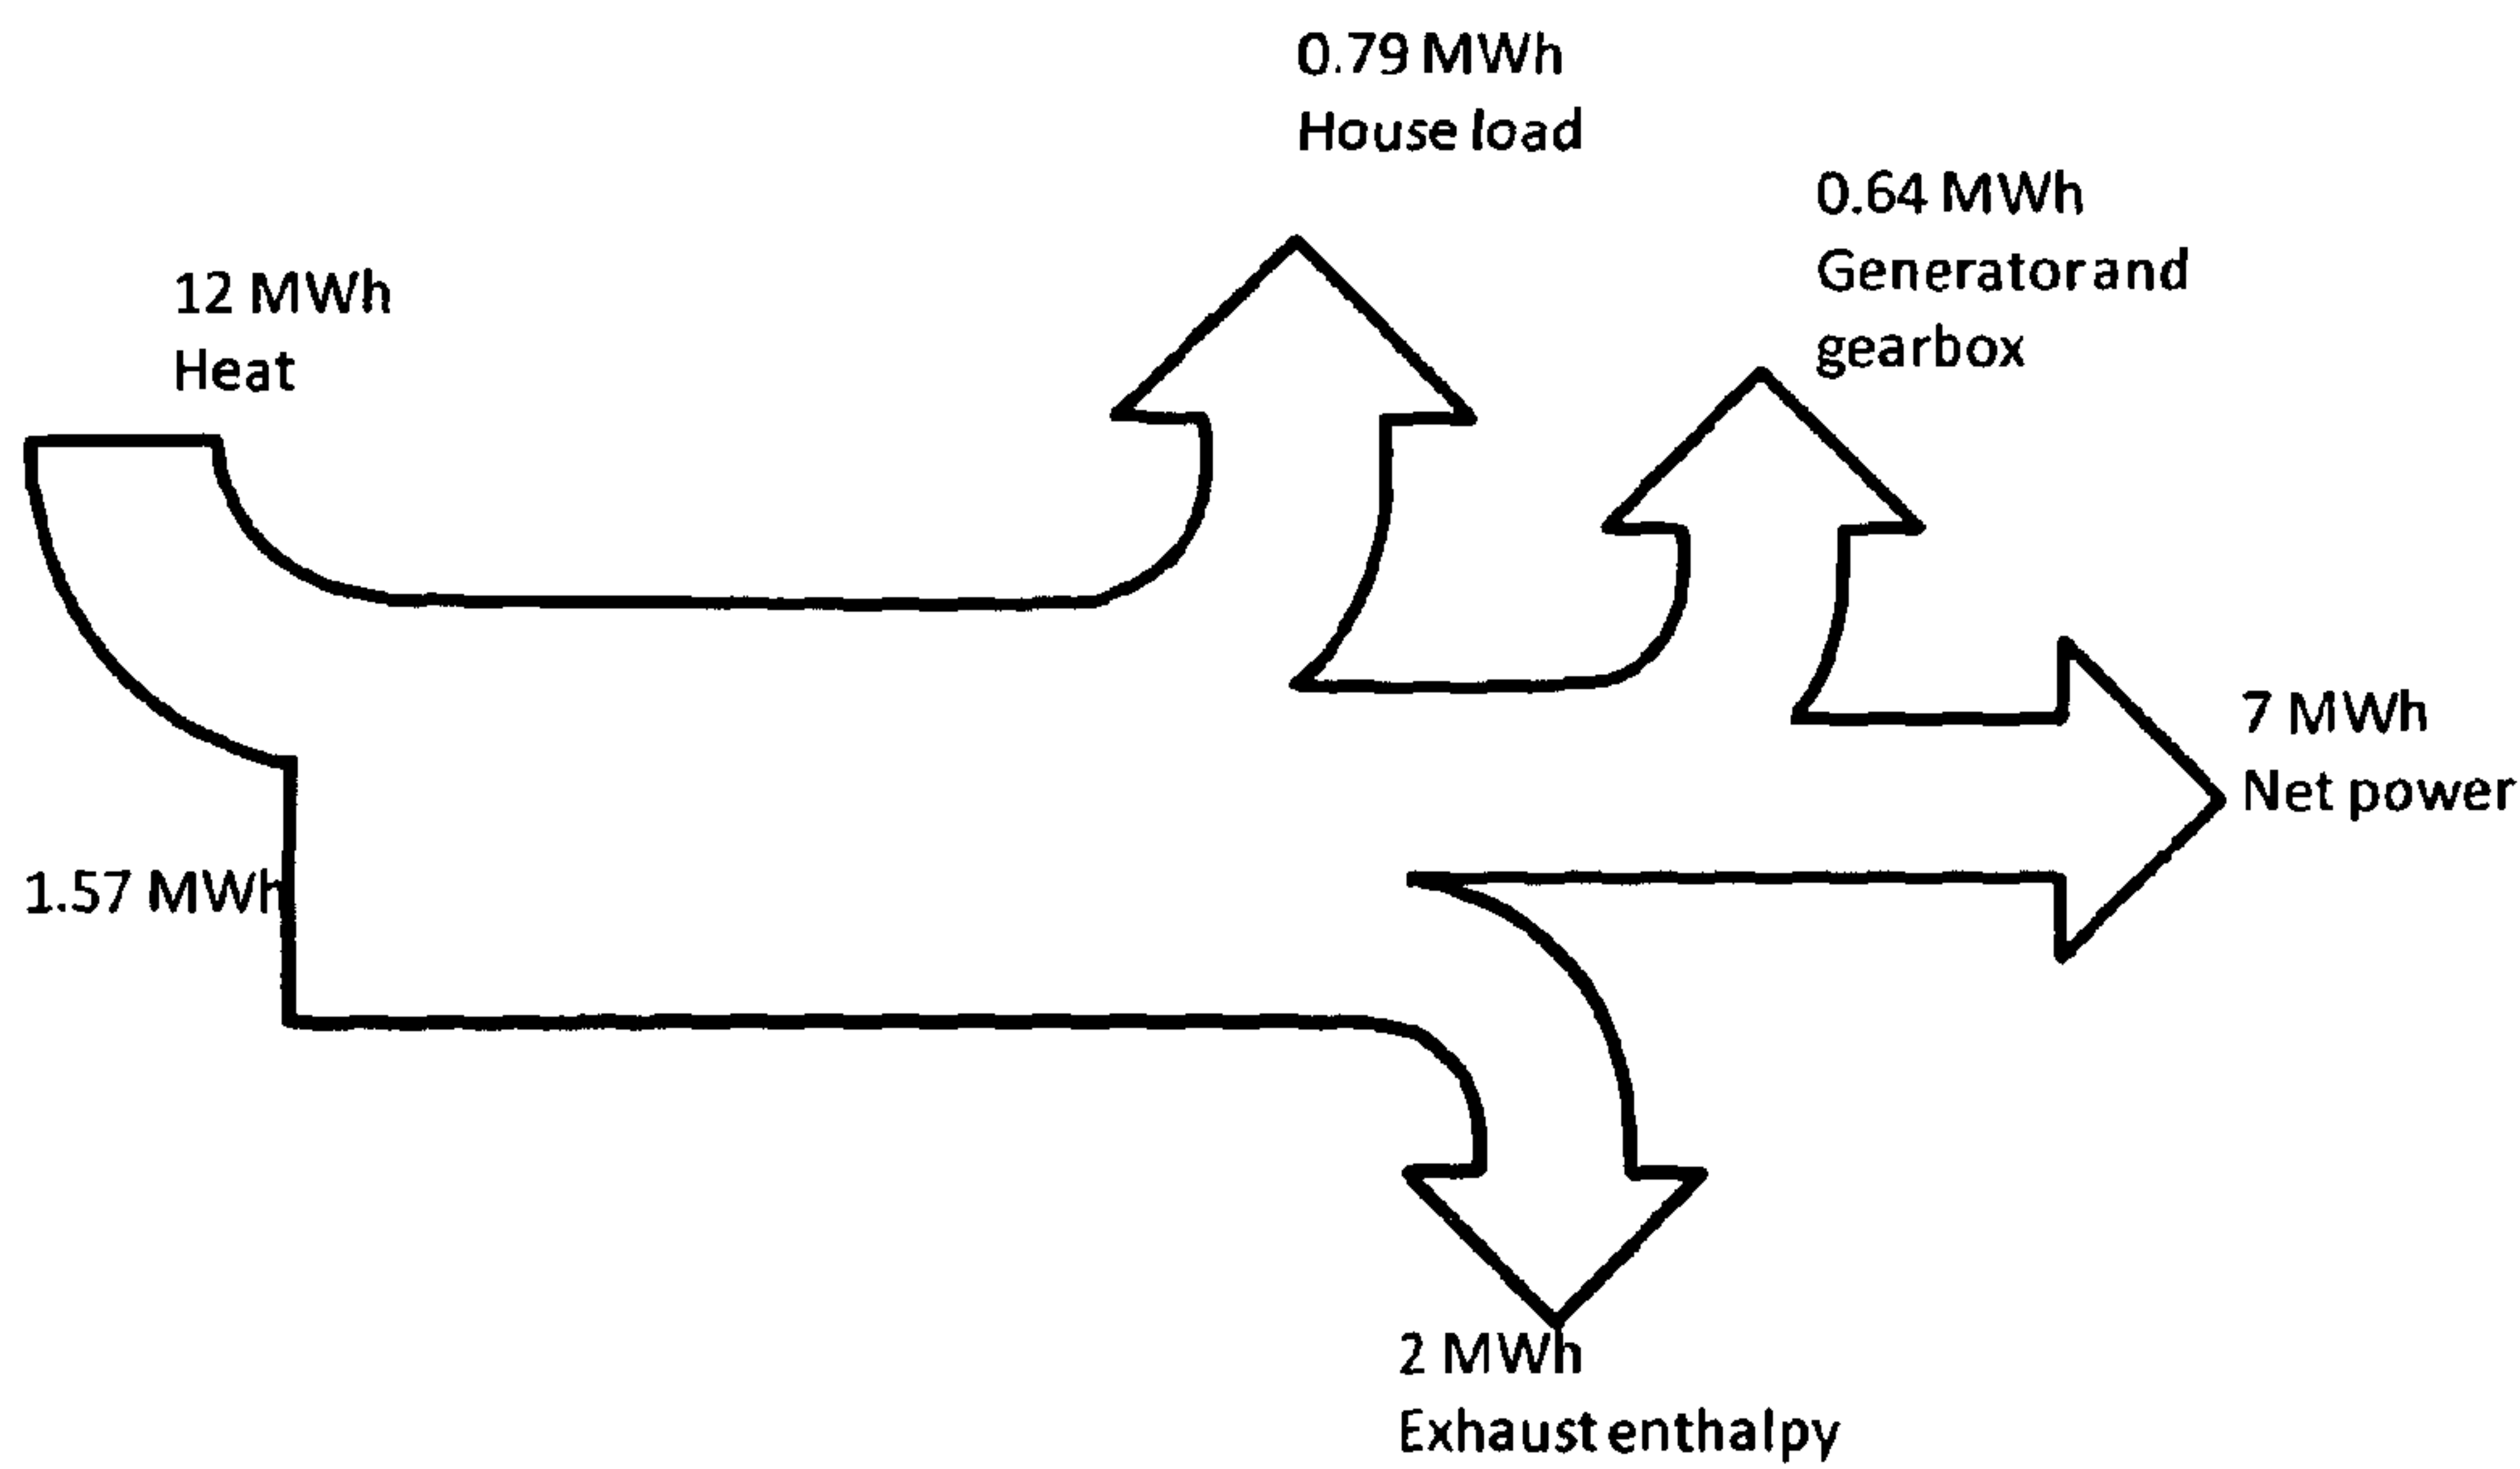 0.79 MWh
House load
0.64 MWh
Generator and
gearbox
12 MWh
Heat
7 MWh
Net power
1.57 MWh
2 MWh
Exhaust enthalpy